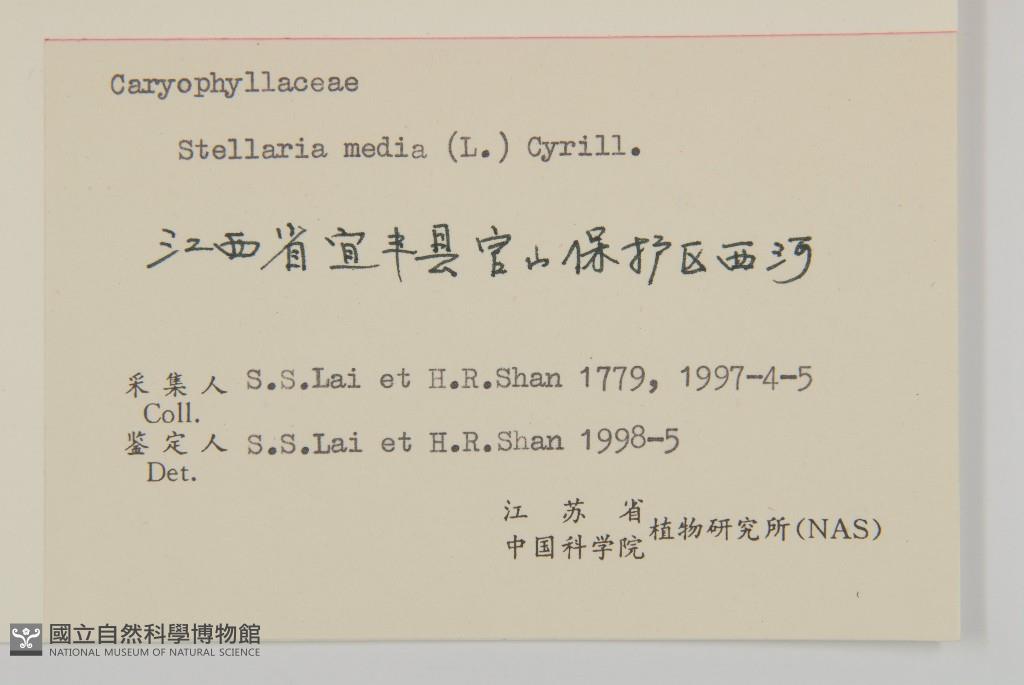 Caryophyllaceae
Stellaria media (L.) Cyrill.
江西省宜丰县官山保护区西河
采集人 S.S.Lai et H.R.Shan 1779, 1997-4-5
Coll.
鉴定人 S.S.Lai et H.R.Shan 1998-5
Det.
江苏省
中国科学院植物研究所(NAS)
國立自然科學博物館
NATIONAL MUSEUM OF NATURAL SCIENCE